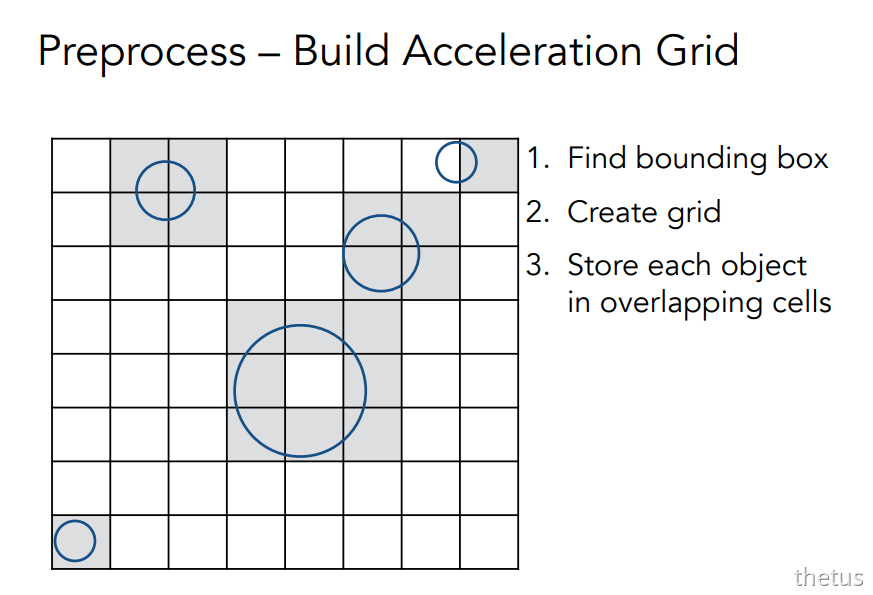 Preprocess – Build Acceleration Grid
1. Find bounding box
2. Create grid
3. Store each object
in overlapping cells
thetus